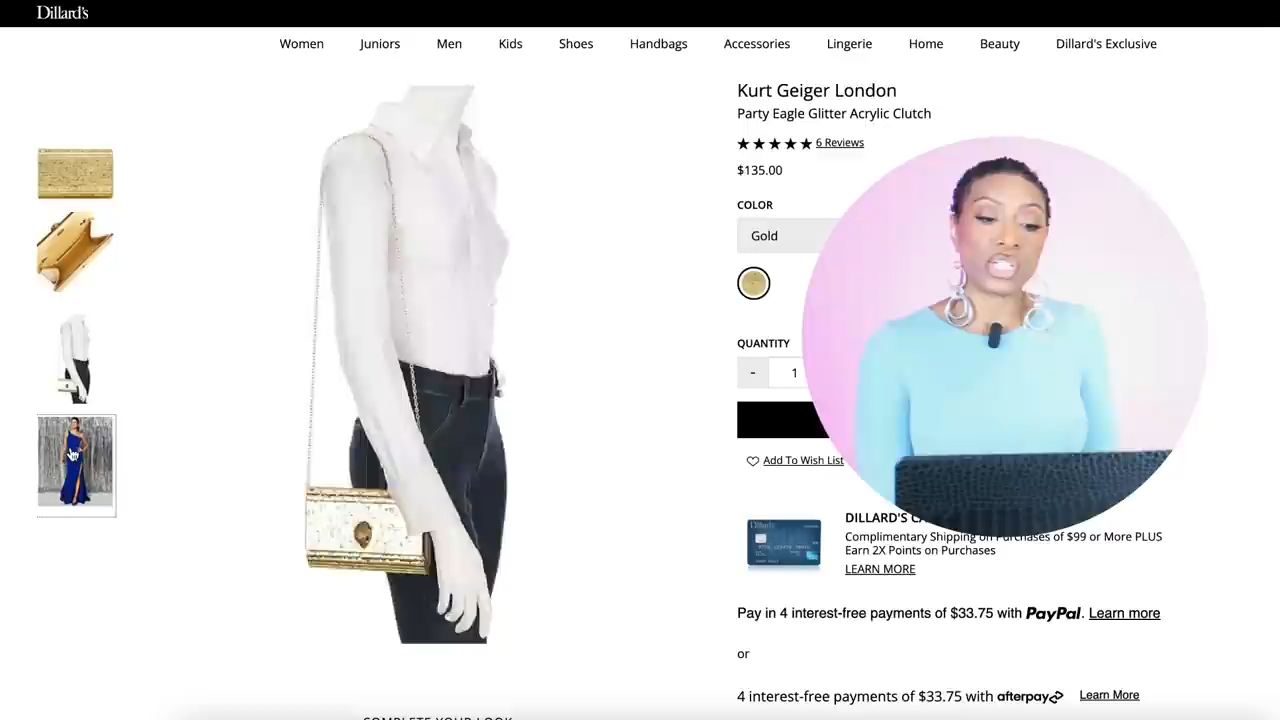 Dillard's
Women Juniors Men Kids Shoes Handbags Accessories Lingerie Home Beauty Dillard's Exclusive
Kurt Geiger London
Party Eagle Glitter Acrylic Clutch
6 Reviews
$135.00
COLOR
Gold
QUANTITY
- 1
Add To Wish List
DILLARD'S
Complimentary Shipping on Purchases of $99 or More PLUS
Earn 2X Points on Purchases
LEARN MORE
Pay in 4 interest-free payments of $33.75 with PayPal. Learn more
or
4 interest-free payments of $33.75 with afterpay Learn More
COMPLETE YOUR LOOK